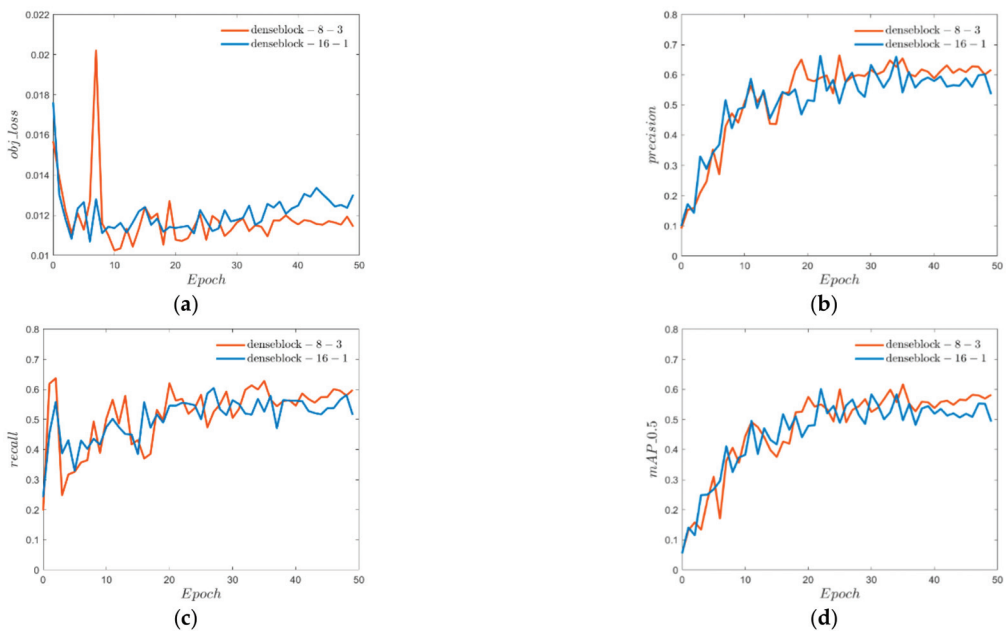 0.022
0.02
0.018
0.016
0.014
0.012
0.01
obj_loss
denseblock − 8 − 3
denseblock − 16 − 1
0 10 20 30 40 50
Epoch
(a)
0.8
0.7
0.6
0.5
0.4
0.3
0.2
0.1
0
precision
denseblock − 8 − 3
denseblock − 16 − 1
0 10 20 30 40 50
Epoch
(b)
0.8
0.7
0.6
0.5
0.4
0.3
0.2
0.1
0
recall
denseblock − 8 − 3
denseblock − 16 − 1
0 10 20 30 40 50
Epoch
(c)
0.8
0.7
0.6
0.5
0.4
0.3
0.2
0.1
0
mAP_0.5
denseblock − 8 − 3
denseblock − 16 − 1
0 10 20 30 40 50
Epoch
(d)